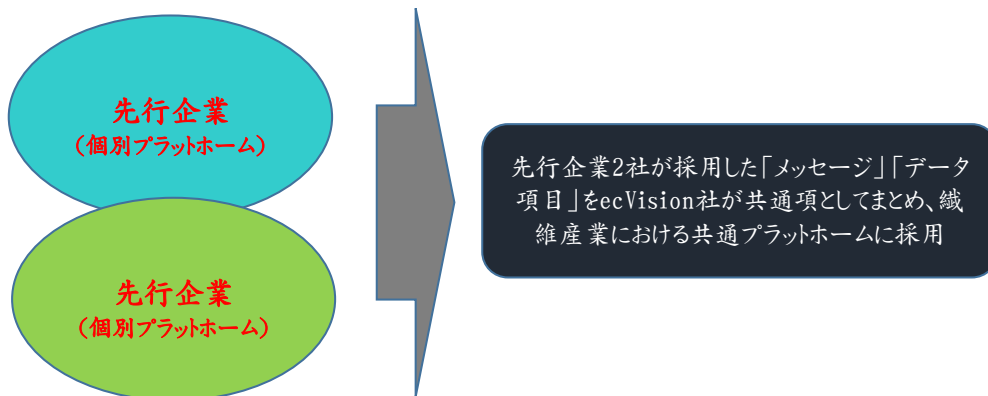 先行企業
（個別プラットホーム）
先行企業
（個別プラットホーム）
先行企業2社が採用した「メッセージ」「データ
項目」をecVision社が共通項としてまとめ、繊
維産業における共通プラットホームに採用